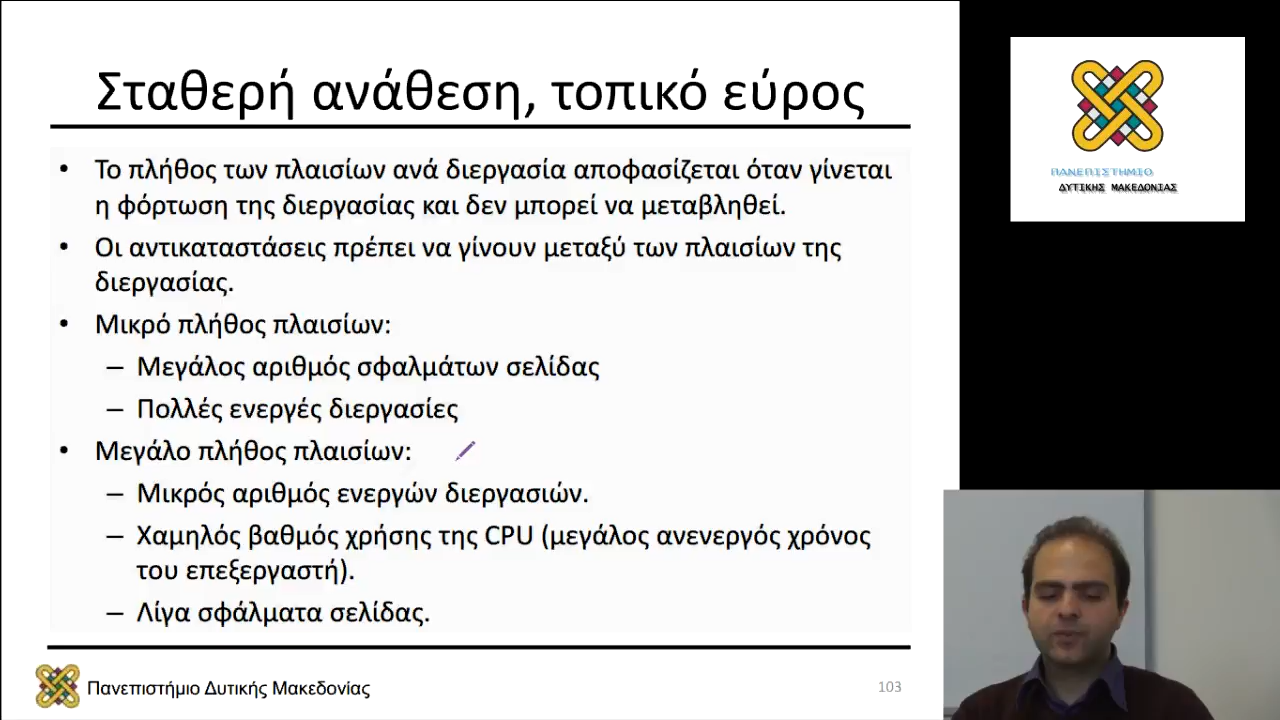 Σταθερή ανάθεση, τοπικό εύρος
• Το πλήθος των πλαισίων ανά διεργασία αποφασίζεται όταν γίνεται
η φόρτωση της διεργασίας και δεν μπορεί να μεταβληθεί.
• Οι αντικαταστάσεις πρέπει να γίνουν μεταξύ των πλαισίων της
διεργασίας.
• Μικρό πλήθος πλαισίων:
– Μεγάλος αριθμός σφαλμάτων σελίδας
– Πολλές ενεργές διεργασίες
• Μεγάλο πλήθος πλαισίων:
– Μικρός αριθμός ενεργών διεργασιών.
– Χαμηλός βαθμός χρήσης της CPU (μεγάλος ανενεργός χρόνος
του επεξεργαστή).
– Λίγα σφάλματα σελίδας.
Πανεπιστήμιο Δυτικής Μακεδονίας
103
ΠΑΝΕΠΙΣΤΗΜΙΟ
ΔΥΤΙΚΗΣ ΜΑΚΕΔΟΝΙΑΣ